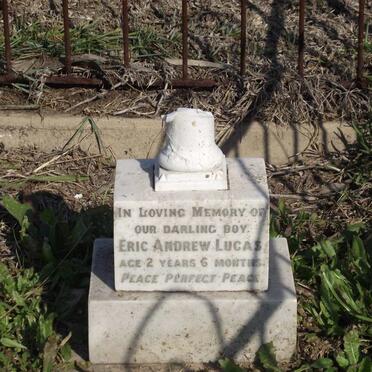 In Loving Memory of
our darling boy.
Eric Andrew Lucas
age 2 years 6 months.
Peace Perfect Peace.